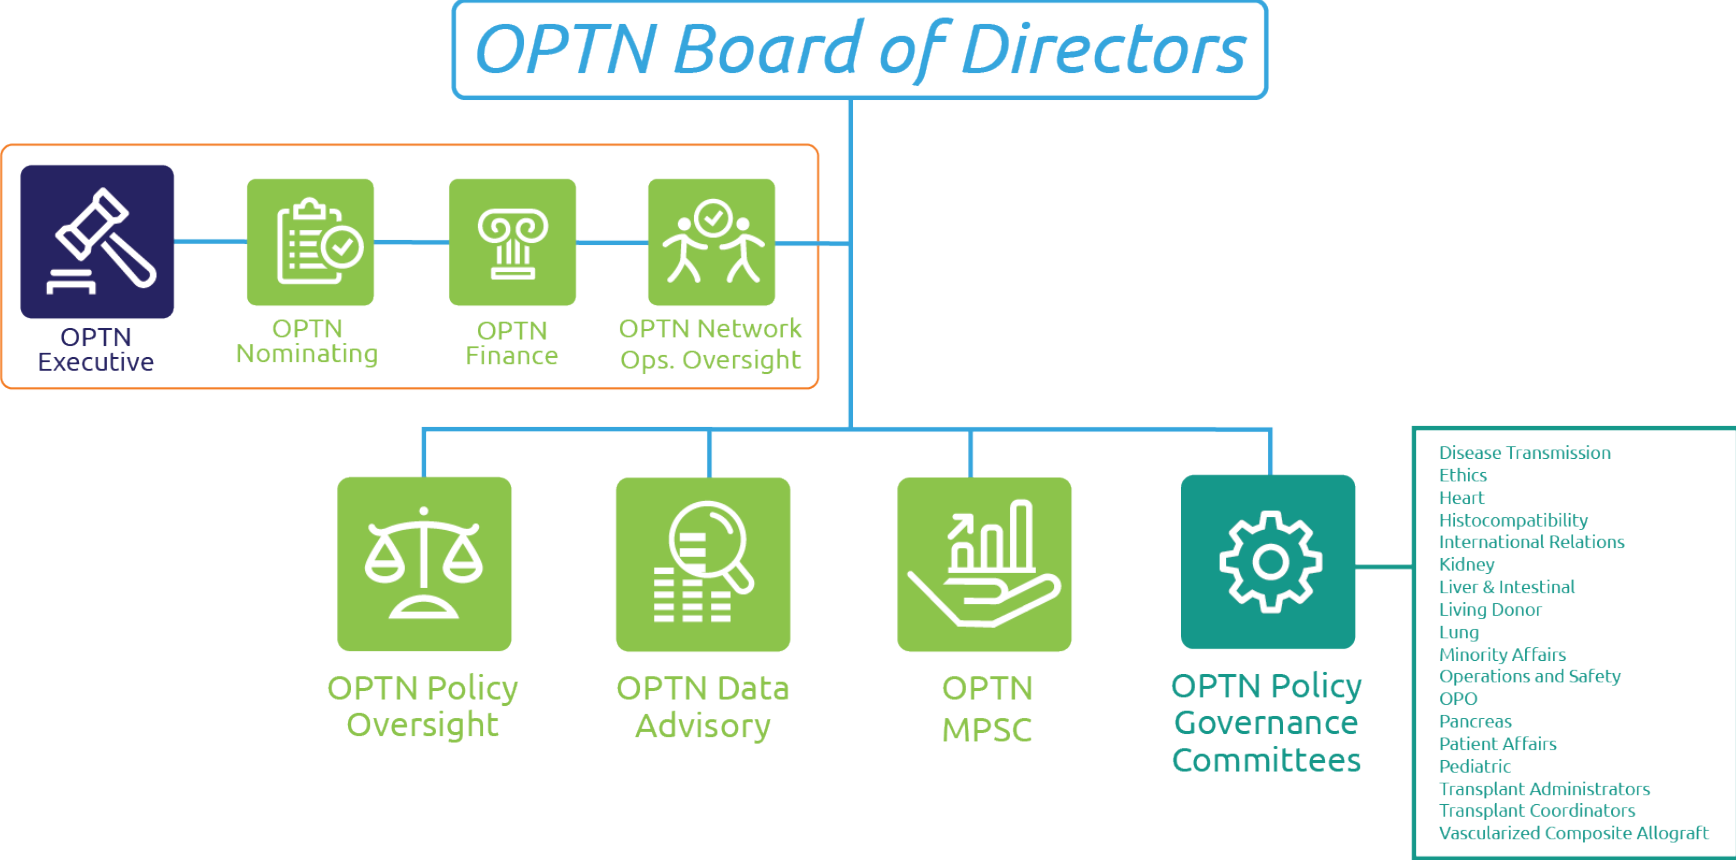 OPTN Board of Directors
OPTN
Executive
OPTN
Nominating
OPTN
Finance
OPTN Network
Ops. Oversight
OPTN Policy
Oversight
OPTN Data
Advisory
OPTN
MPSC
OPTN Policy
Governance
Committees
Disease Transmission
Ethics
Heart
Histocompatibility
International Relations
Kidney
Liver & Intestinal
Living Donor
Lung
Minority Affairs
Operations and Safety
OPO
Pancreas
Patient Affairs
Pediatric
Transplant Administrators
Transplant Coordinators
Vascularized Composite Allograft